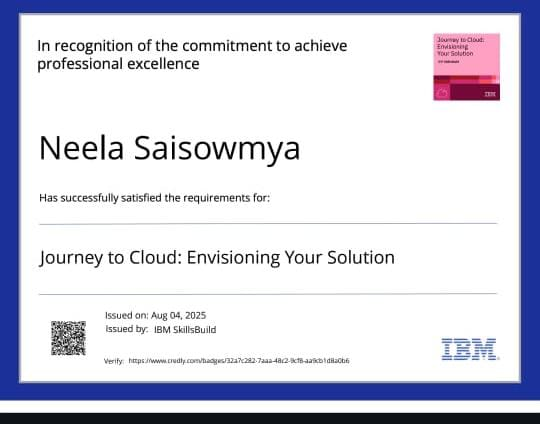 In recognition of the commitment to achieve
professional excellence
Journey to Cloud:
Envisioning
Your Solution
IBM
Neela Saisowmya
Has successfully satisfied the requirements for:
Journey to Cloud: Envisioning Your Solution
Issued on: Aug 04, 2025
Issued by: IBM SkillsBuild
Verify: https://www.credly.com/badges/32a7c282-7aaa-48c2-9cf8-aa9cb1d8a0b6
IBM